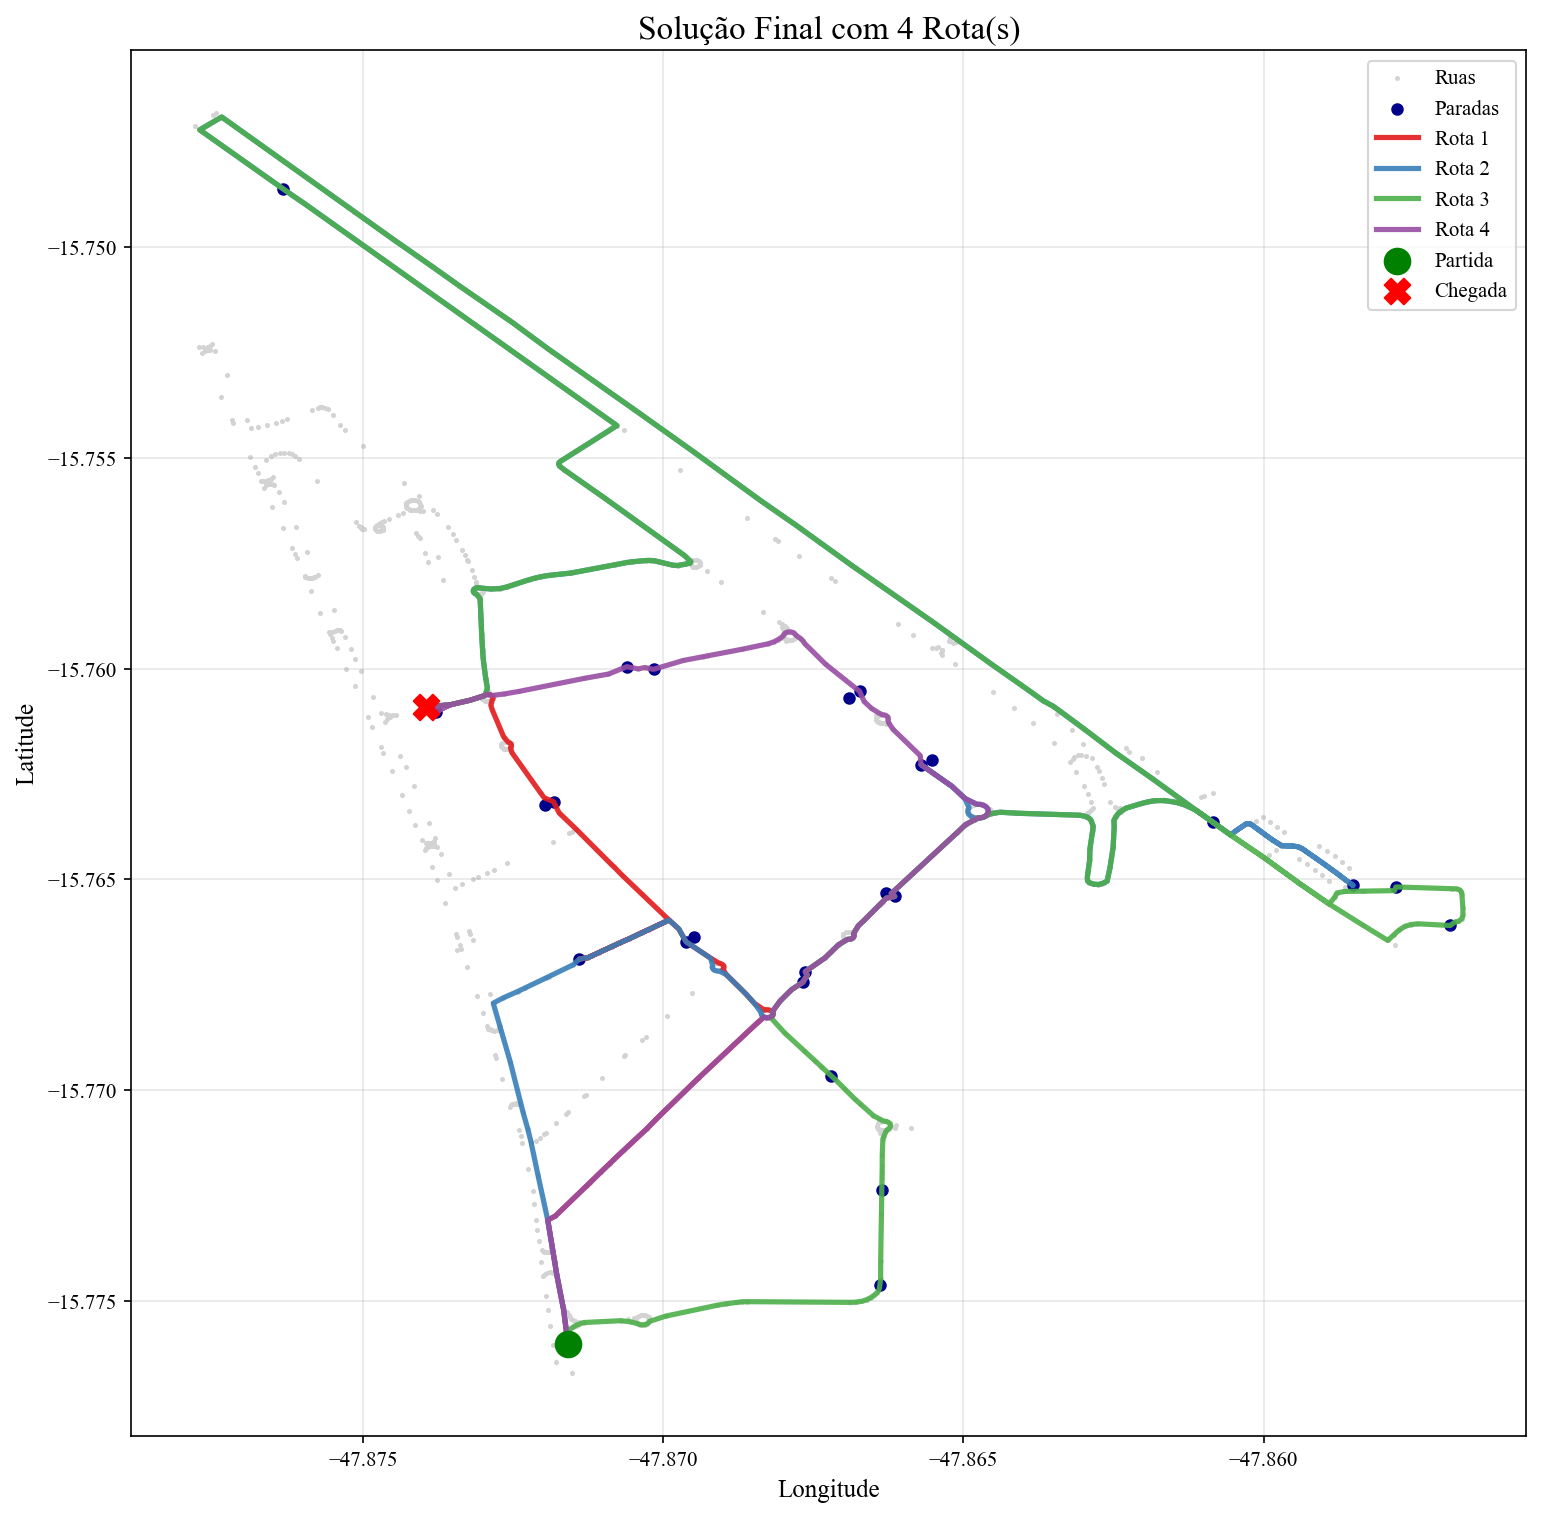 Solução Final com 4 Rota(s)
Ruas
Paradas
Rota 1
Rota 2
Rota 3
Rota 4
Partida
Chegada
−15.750
−15.755
−15.760
−15.765
−15.770
−15.775
Latitude
−47.875
−47.870
−47.865
−47.860
Longitude